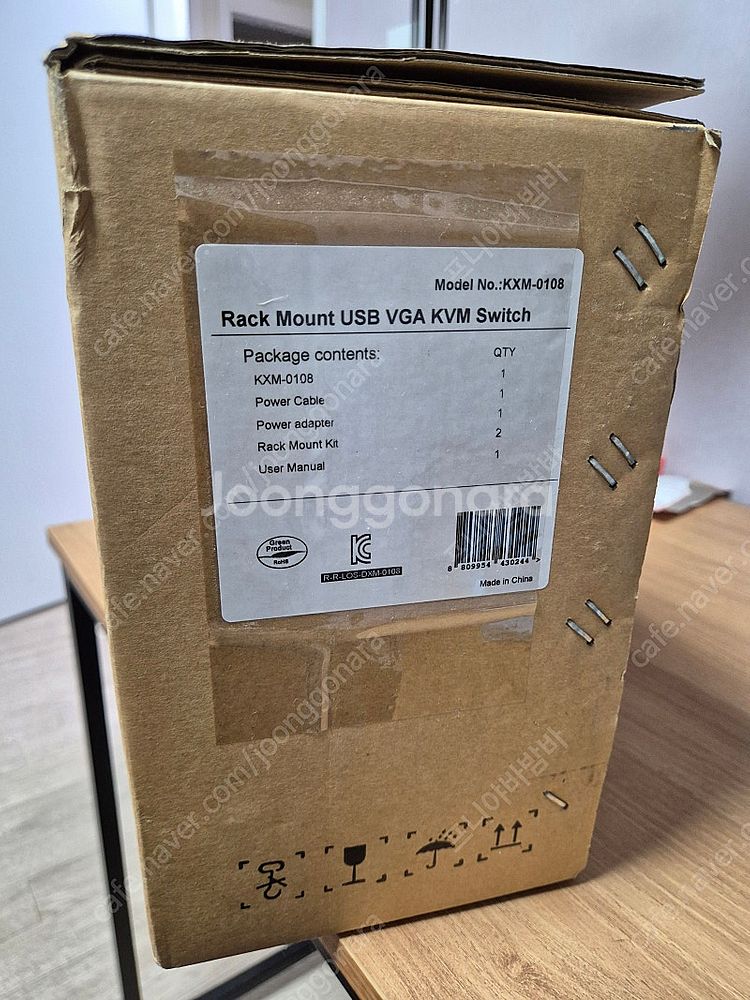 Model No.:KXM-0108
Rack Mount USB VGA KVM Switch
Package contents: QTY
KXM-0108 1
Power Cable 1
Power adapter 1
Rack Mount Kit 2
User Manual 1
Joonggonara
Green
Product
RoHS
R-R-LOS-DXM-0108
8 809954 430244 >
Made in China
cafe.naver.com/joonggonara